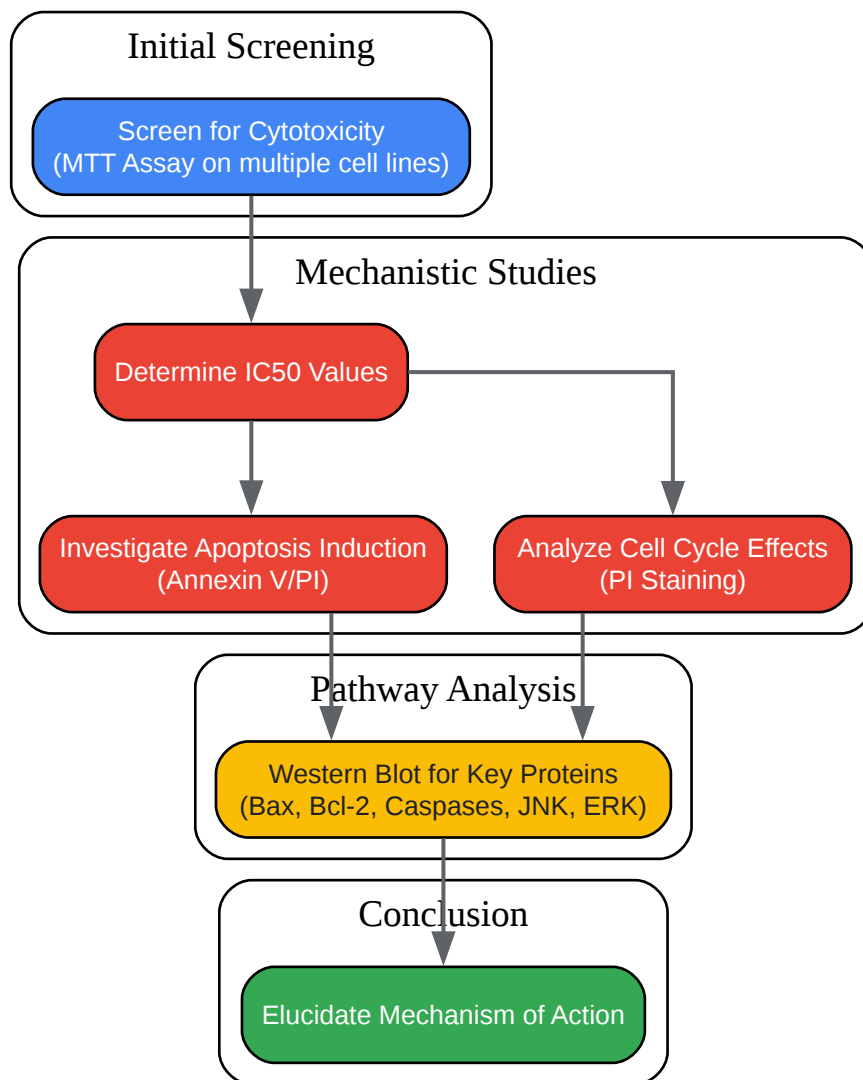 Initial Screening
Screen for Cytotoxicity
(MTT Assay on multiple cell lines)
Mechanistic Studies
Determine IC50 Values
Investigate Apoptosis Induction
(Annexin V/PI)
Analyze Cell Cycle Effects
(PI Staining)
Pathway Analysis
Western Blot for Key Proteins
(Bax, Bcl-2, Caspases, JNK, ERK)
Conclusion
Elucidate Mechanism of Action